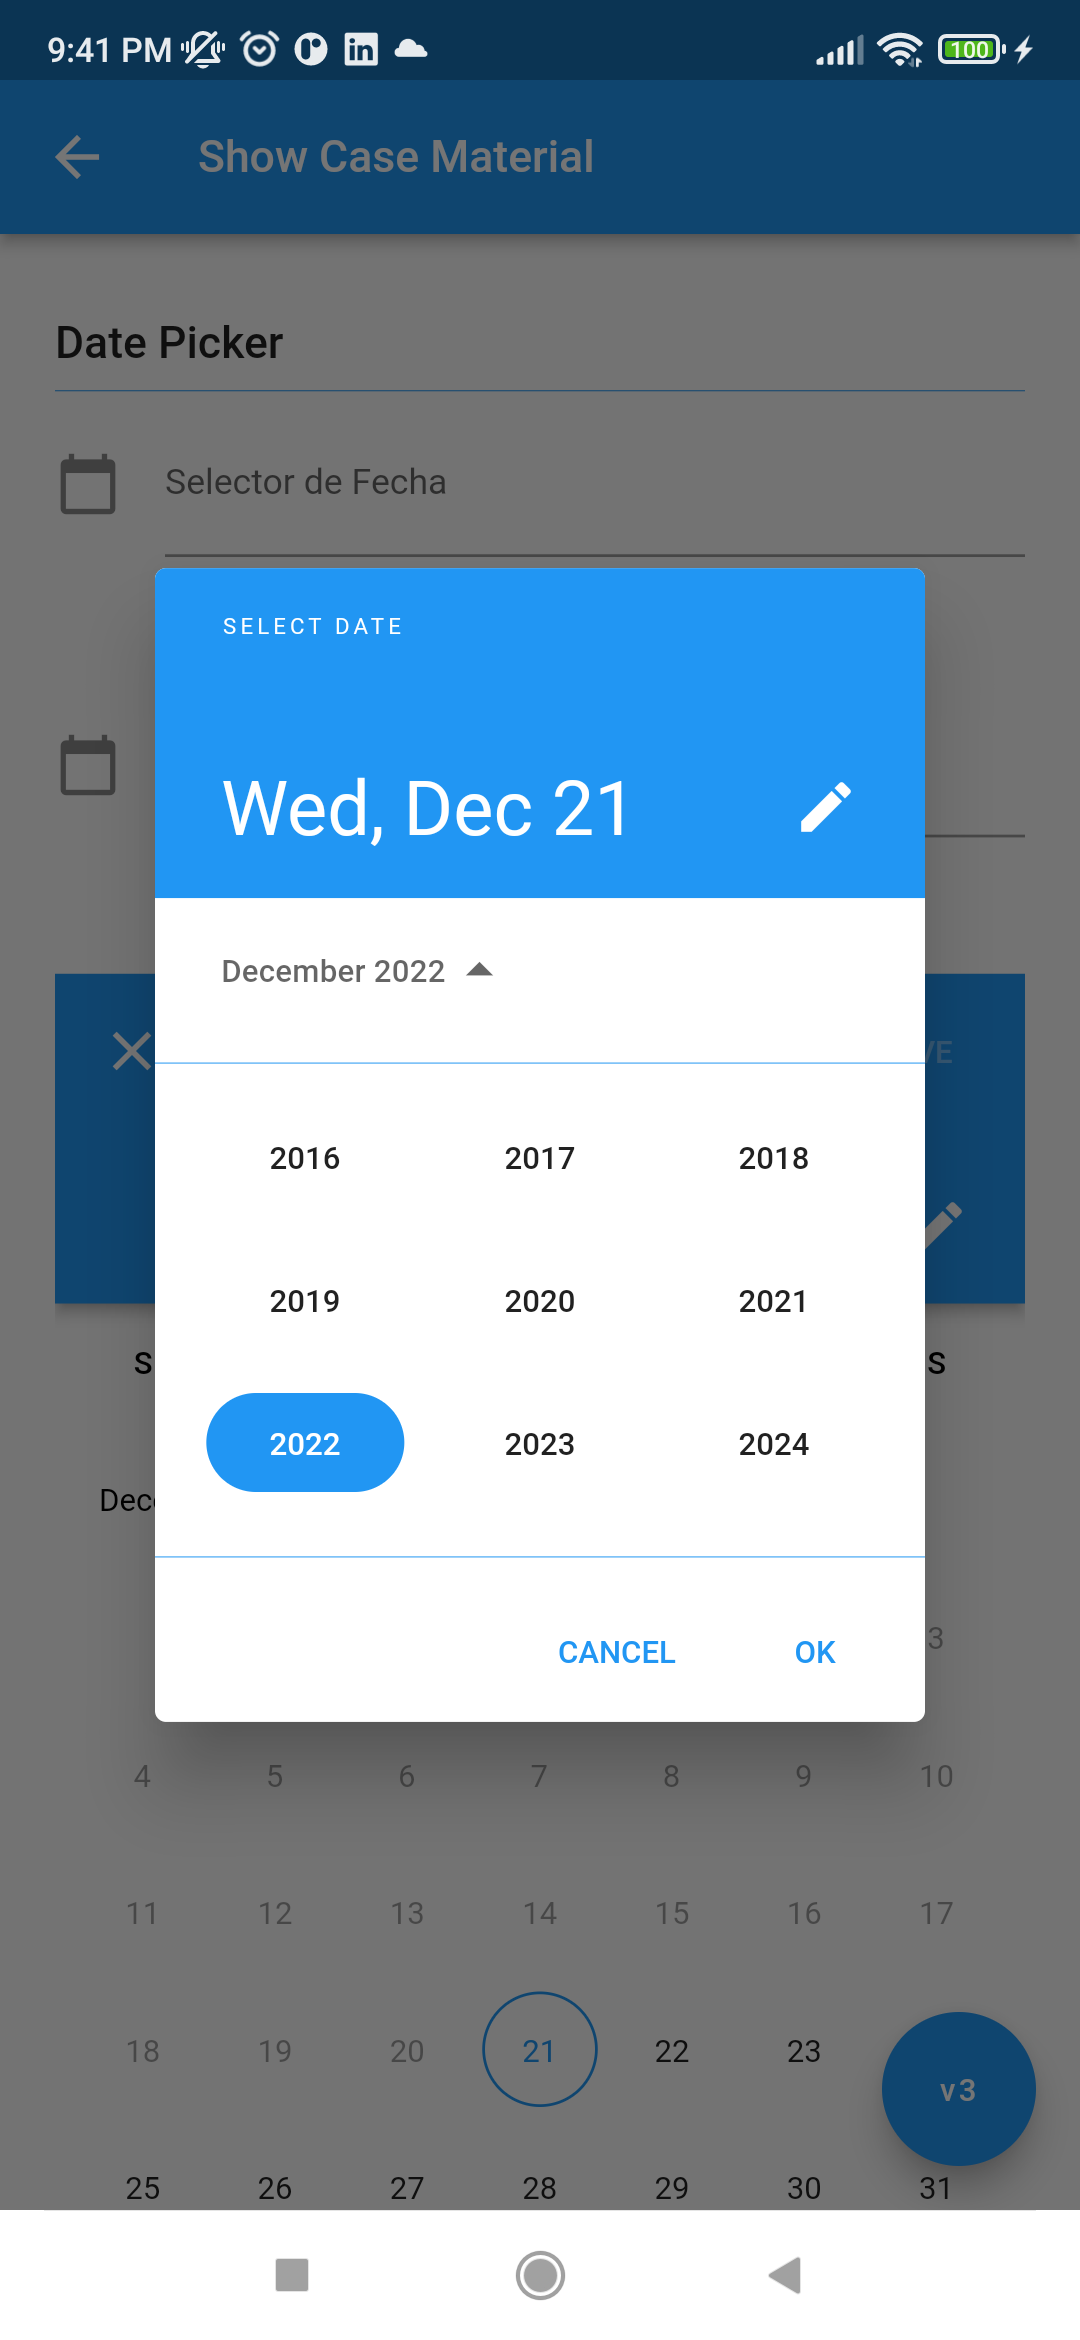 9:41 PM
100
Show Case Material
Date Picker
Selector de Fecha
SELECT DATE
Wed, Dec 21
December 2022
2016 2017 2018
2019 2020 2021
S S
2022 2023 2024
CANCEL OK
3
4 5 6 7 8 9 10
11 12 13 14 15 16 17
18 19 20 21 22 23
v3
25 26 27 28 29 30 31